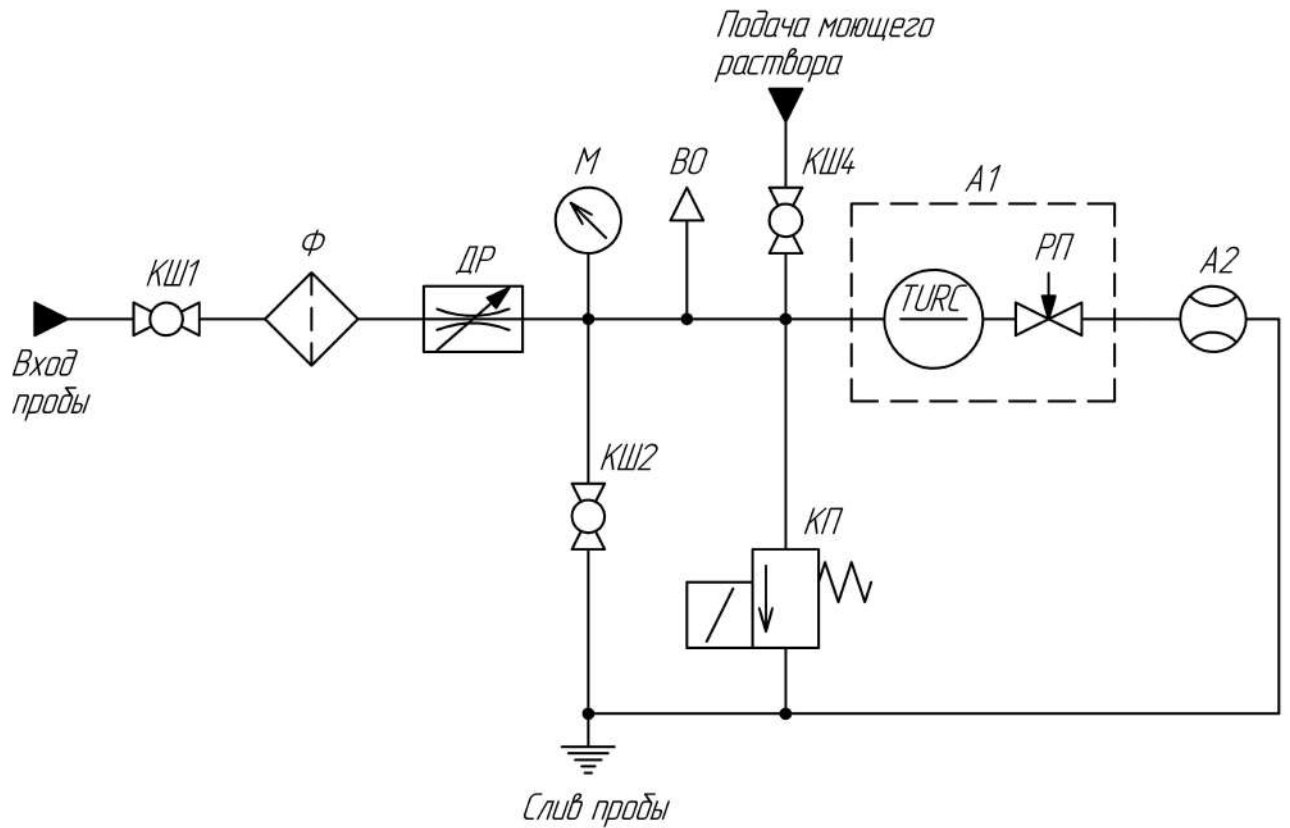 Подача моющего
раствора
М
ВО
КШ4
А1
Ф
ДР
РП
А2
КШ1
TURC
Вход
пробы
КШ2
КП
Слив пробы